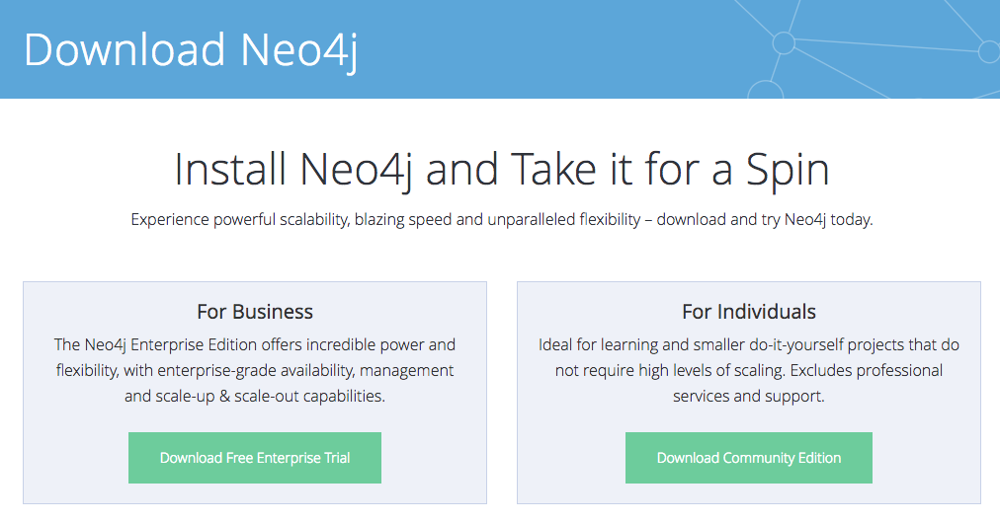 Download Neo4j
Install Neo4j and Take it for a Spin
Experience powerful scalability, blazing speed and unparalleled flexibility – download and try Neo4j today.
For Business
The Neo4j Enterprise Edition offers incredible power and
flexibility, with enterprise-grade availability, management
and scale-up & scale-out capabilities.
Download Free Enterprise Trial
For Individuals
Ideal for learning and smaller do-it-yourself projects that do
not require high levels of scaling. Excludes professional
services and support.
Download Community Edition